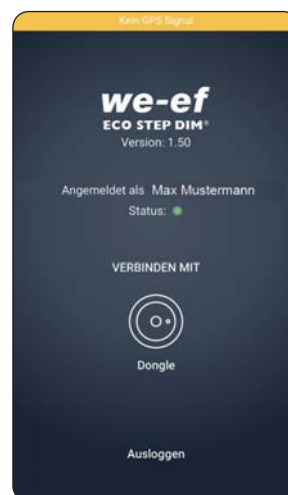 Kein GPS Signal
we-ef
ECO STEP DIM®
Version: 1.50
Angemeldet als Max Mustermann
Status:
VERBINDEN MIT
Dongle
Ausloggen